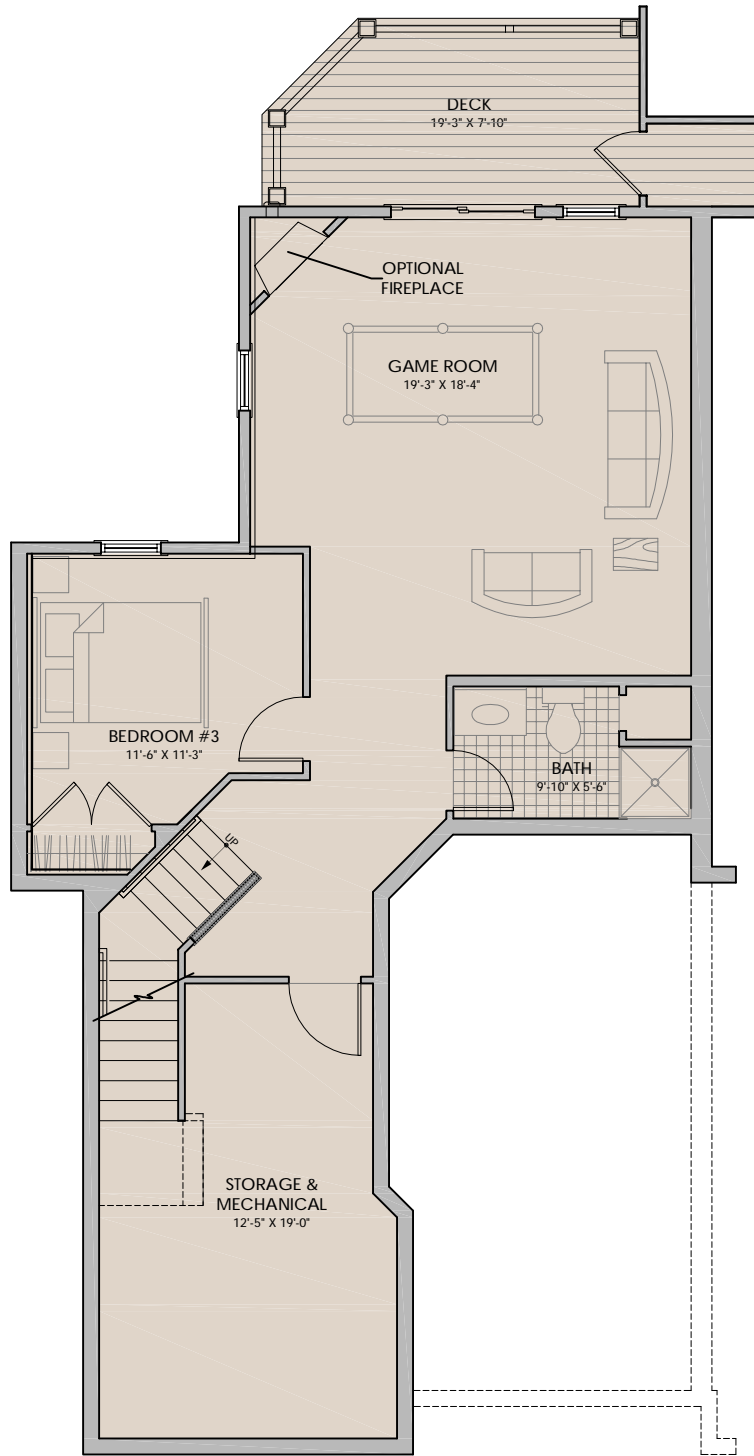 DECK
19'-3" X 7'-10"
OPTIONAL
FIREPLACE
GAME ROOM
19'-3" X 18'-4"
BEDROOM #3
11'-6" X 11'-3"
BATH
9'-10" X 5'-6"
UP
STORAGE &
MECHANICAL
12'-5" X 19'-0"